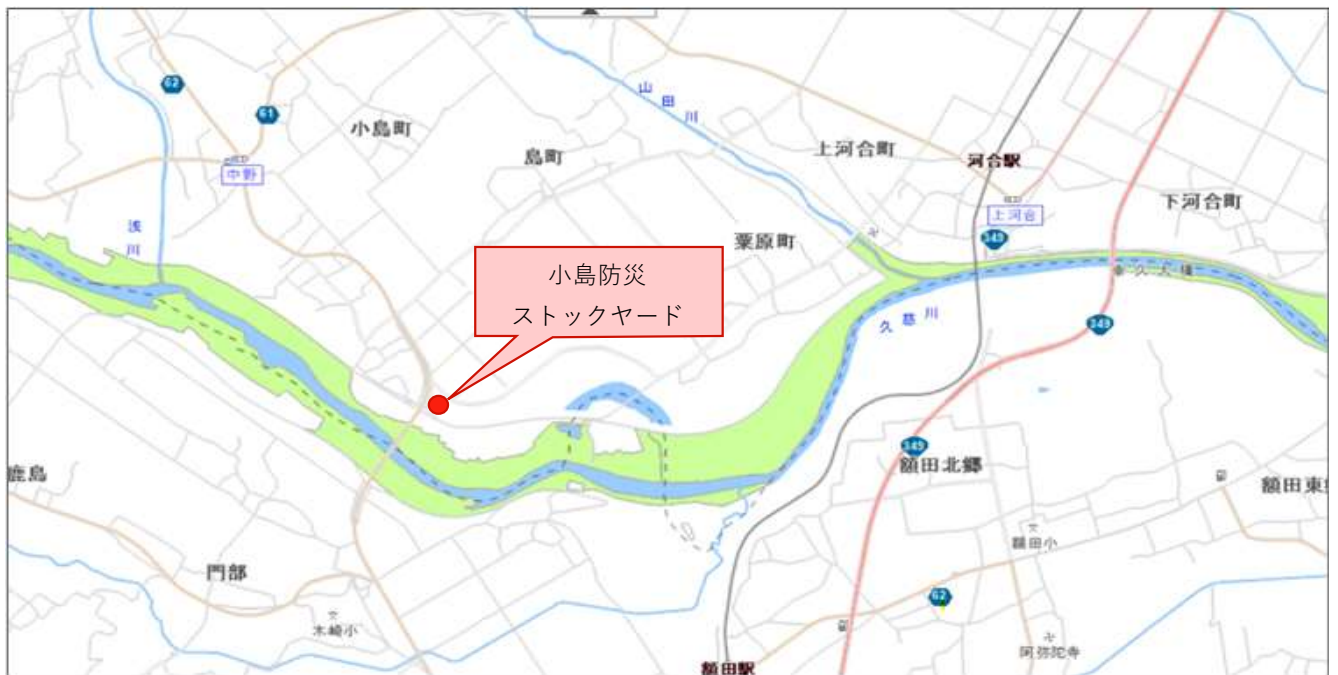 62
61
小島町
山田川
島町
上河合町
河合駅
中野
下河合町
上河合
浅川
粟原町
349
小島防災
ストックヤード
久慈川
349
349
額田北郷
鹿島
額田東
額田小
門部
62
木崎小
阿弥陀寺
額田駅